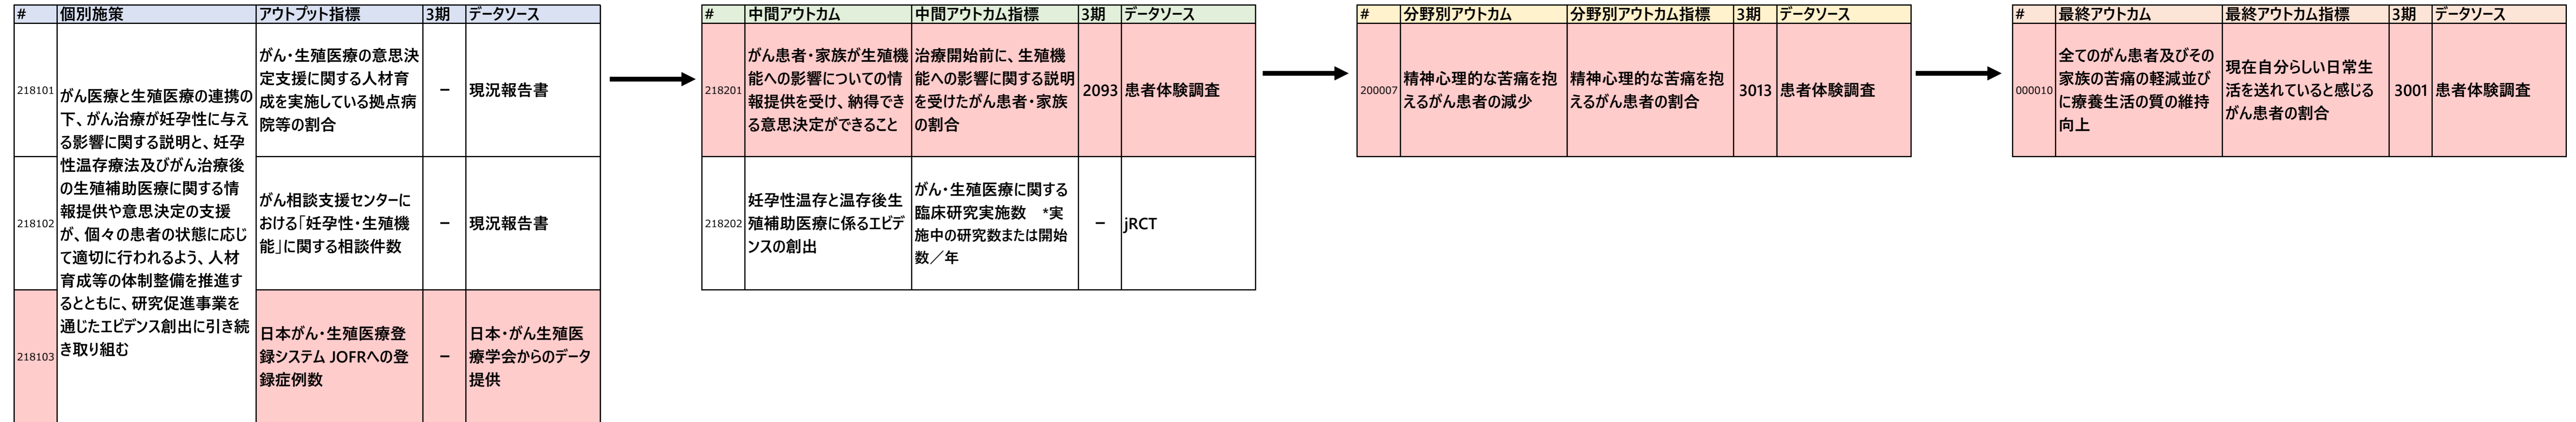 # 個別施策 アウトプット指標 3期 データソース
218101
がん医療と生殖医療の連携の
下、がん治療が妊孕性に与え
る影響に関する説明と、妊孕
性温存療法及びがん治療後
の生殖補助医療に関する情
報提供や意思決定の支援
が、個々の患者の状態に応じ
て適切に行われるよう、人材
育成等の体制整備を推進す
るとともに、研究促進事業を
通じたエビデンス創出に引き続
き取り組む
がん・生殖医療の意思決
定支援に関する人材育
成を実施している拠点病
院等の割合
－
現況報告書
218102
がん相談支援センターに
おける「妊孕性・生殖機
能」に関する相談件数
－
現況報告書
218103
日本がん・生殖医療登
録システム JOFRへの登
録症例数
－
日本・がん生殖医
療学会からのデータ
提供
# 中間アウトカム 中間アウトカム指標 3期 データソース
218201
がん患者・家族が生殖機
能への影響についての情
報提供を受け、納得でき
る意思決定ができること
治療開始前に、生殖機
能への影響に関する説明
を受けたがん患者・家族
の割合
2093
患者体験調査
218202
妊孕性温存と温存後生
殖補助医療に係るエビデ
ンスの創出
がん・生殖医療に関する
臨床研究実施数　*実
施中の研究数または開始
数／年
－
jRCT
# 分野別アウトカム 分野別アウトカム指標 3期 データソース
200007
精神心理的な苦痛を抱
えるがん患者の減少
精神心理的な苦痛を抱
えるがん患者の割合
3013
患者体験調査
# 最終アウトカム 最終アウトカム指標 3期 データソース
000010
全てのがん患者及びその
家族の苦痛の軽減並び
に療養生活の質の維持
向上
現在自分らしい日常生
活を送れていると感じる
がん患者の割合
3001
患者体験調査